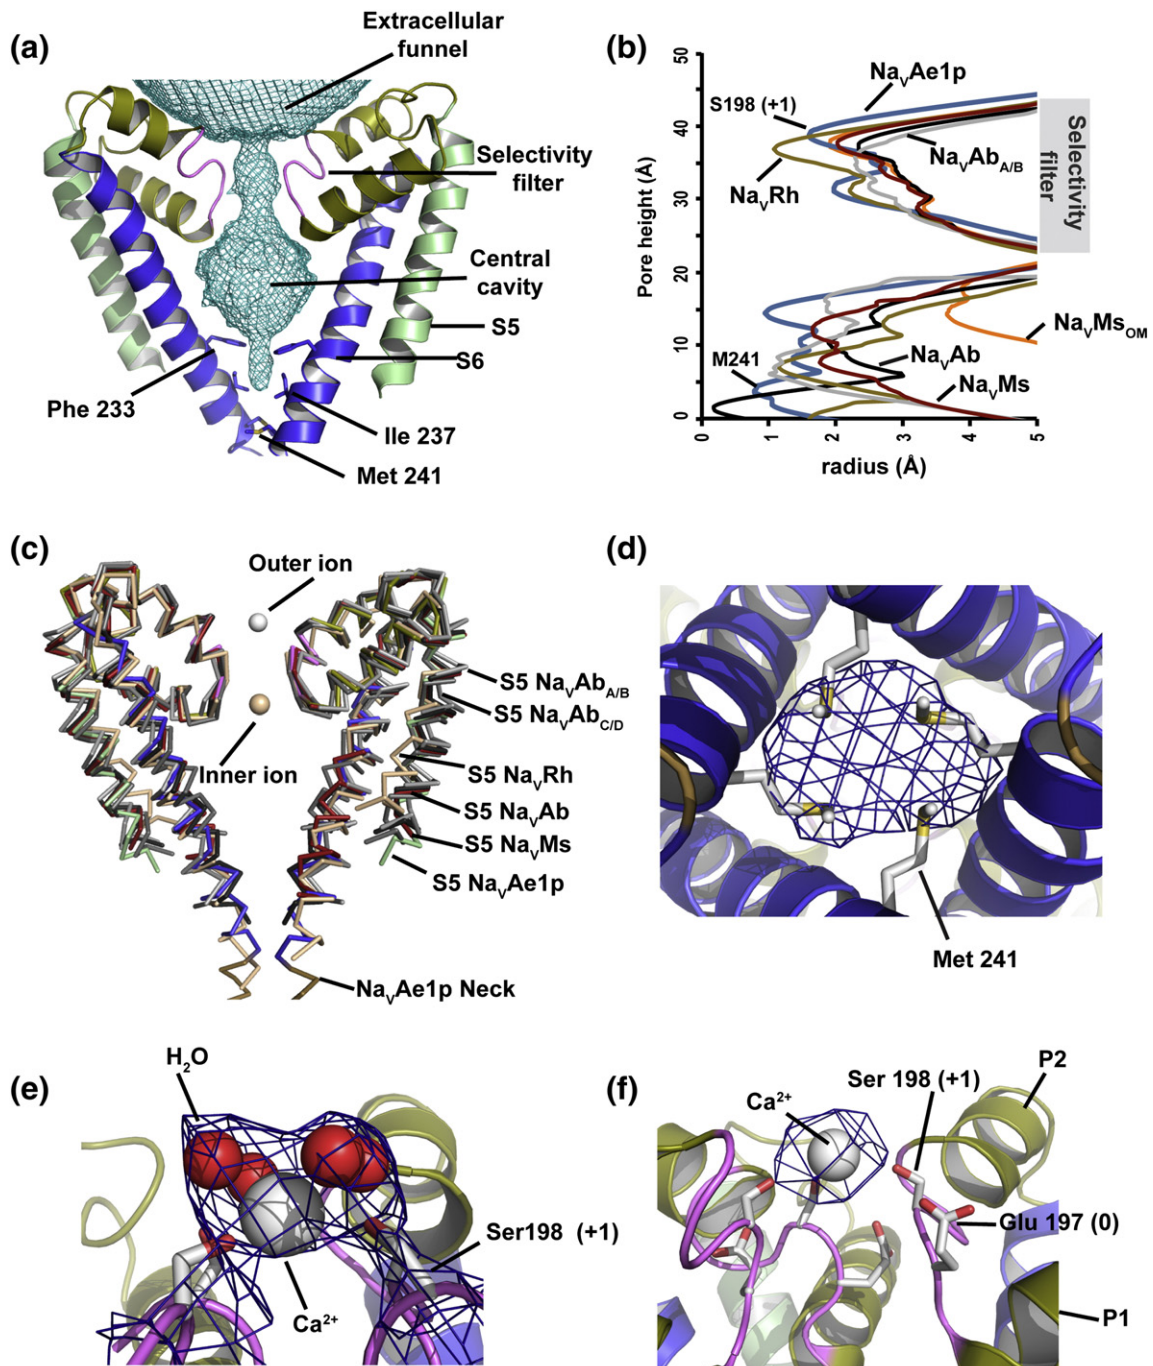 (a)
Extracellular
funnel
Selectivity
filter
Central
cavity
S5
S6
Phe 233
Ile 237
Met 241
(b)
Pore height (Å)
50
40
30
20
10
0
0 1 2 3 4 5
radius (Å)
S198 (+1)
NaVAe1p
NaVAbA/B
NaVRh
Selectivity
filter
NaVMsOM
M241
NaVAb
NaVMs
(c)
Outer ion
Inner ion
S5 NaVAbA/B
S5 NaVAbC/D
S5 NaVRh
S5 NaVAb
S5 NaVMs
S5 NaVAe1p
NaVAe1p Neck
(d)
Met 241
(e)
H2O
Ser198 (+1)
Ca2+
(f)
Ca2+
Ser 198 (+1)
P2
Glu 197 (0)
P1